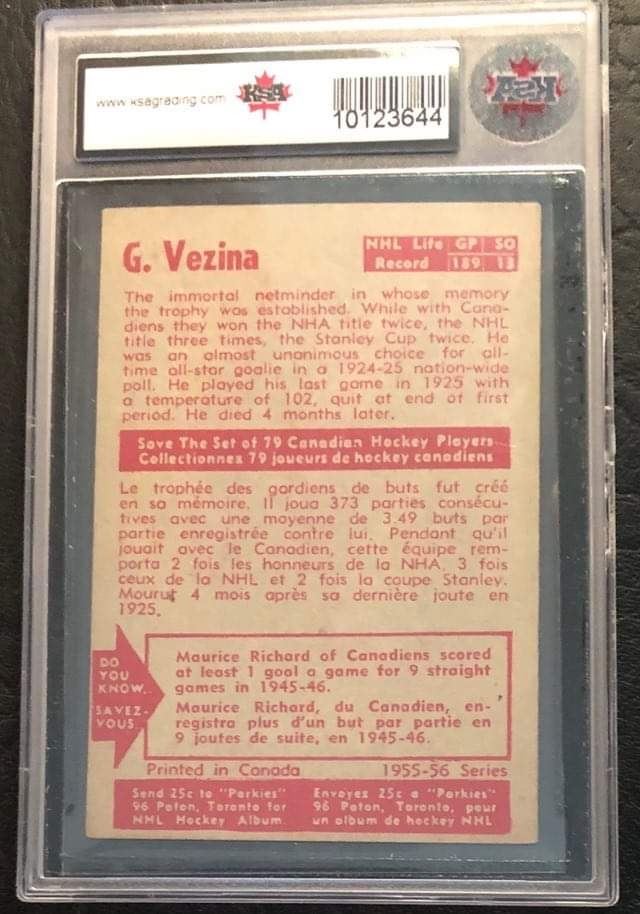 www.ksagrading.com
KSA
10123644
KSA
G. Vezina
NHL Life GP SO
Record 189 13
The immortal netminder in whose memory
the trophy was established. While with Cana-
diens they won the NHA title twice, the NHL
title three times, the Stanley Cup twice. He
was an almost unanimous choice for all-
time all-star goalie in a 1924-25 nation-wide
poll. He played his last game in 1925 with
a temperature of 102, quit at end of first
period. He died 4 months later.
Save The Set of 79 Canadian Hockey Players
Collectionnez 79 joueurs de hockey canadiens
Le trophée des gardiens de buts fut créé
en sa mémoire. Il joua 373 parties consécu-
tives avec une moyenne de 3.49 buts par
partie enregistrée contre lui. Pendant qu'il
jouait avec le Canadien, cette équipe rem-
porta 2 fois les honneurs de la NHA, 3 fois
ceux de la NHL et 2 fois la coupe Stanley.
Mourut 4 mois après sa dernière joute en
1925.
DO
YOU
KNOW..
SAVEZ-
VOUS..
Maurice Richard of Canadiens scored
at least 1 goal a game for 9 straight
games in 1945-46.
Maurice Richard, du Canadien, en-
registra plus d'un but par partie en
9 joutes de suite, en 1945-46.
Printed in Canada 1955-56 Series
Send 25c to "Parkies"
96 Paton, Toronto for
NHL Hockey Album
Envoyez 25c a "Parkies"
96 Paton, Toronto, pour
un album de hockey NHL